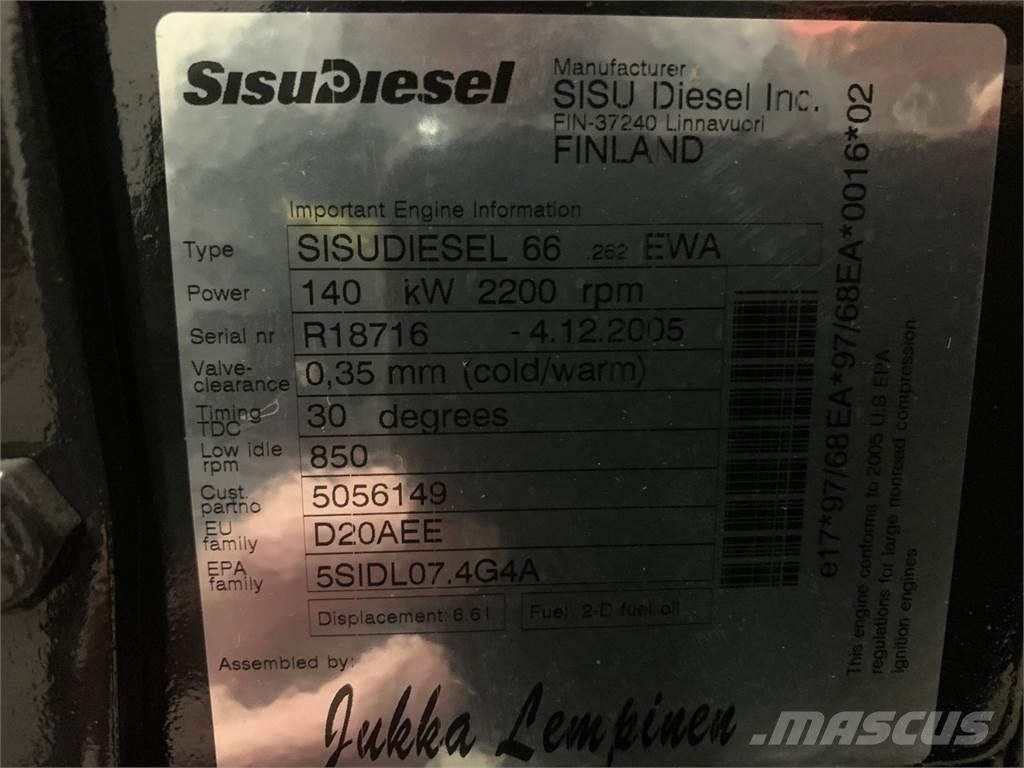 SISUDIESEL
Manufacturer
SISU Diesel Inc.
FIN-37240 Linnavuori
FINLAND
Important Engine Information
Type SISUDIESEL 66 .262 EWA
Power 140 kW 2200 rpm
Serial nr R18716 - 4.12.2005
Valve-
clearance 0,35 mm (cold/warm)
Timing
TDC 30 degrees
Low idle
rpm 850
Cust.
partno 5056149
EU
family D20AEE
EPA
family 5SIDL07.4G4A
Displacement: 6.6 l Fuel: 2-D fuel oil
Assembled by:
Jukka Lempinen
e17*97/68EA*97/68EA*0016*02
This engine conforms to 2005 U.S EPA
regulations for large nonroad compression
ignition engines
MASCUS